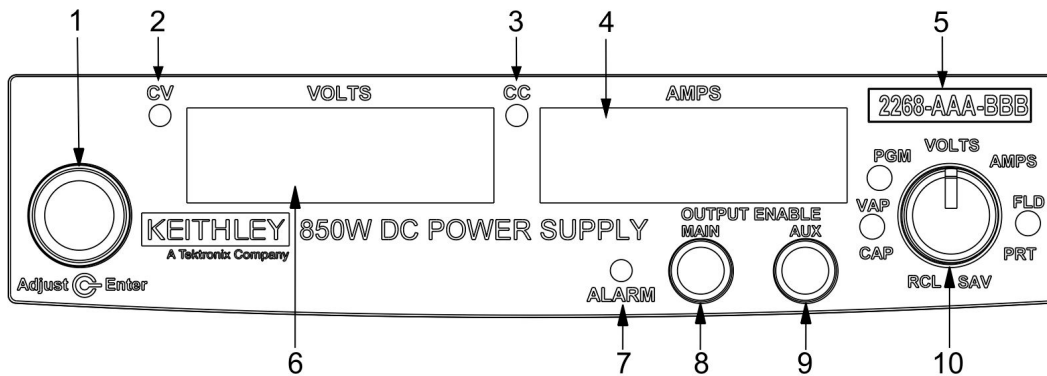 1 2 3 4 5
CV VOLTS CC AMPS 2268-AAA-BBB
VOLTS
PGM AMPS
VAP FLD
CAP PRT
RCL SAV
KEITHLEY 850W DC POWER SUPPLY
A Tektronix Company
OUTPUT ENABLE
MAIN AUX
Adjust Enter
ALARM
6 7 8 9 10